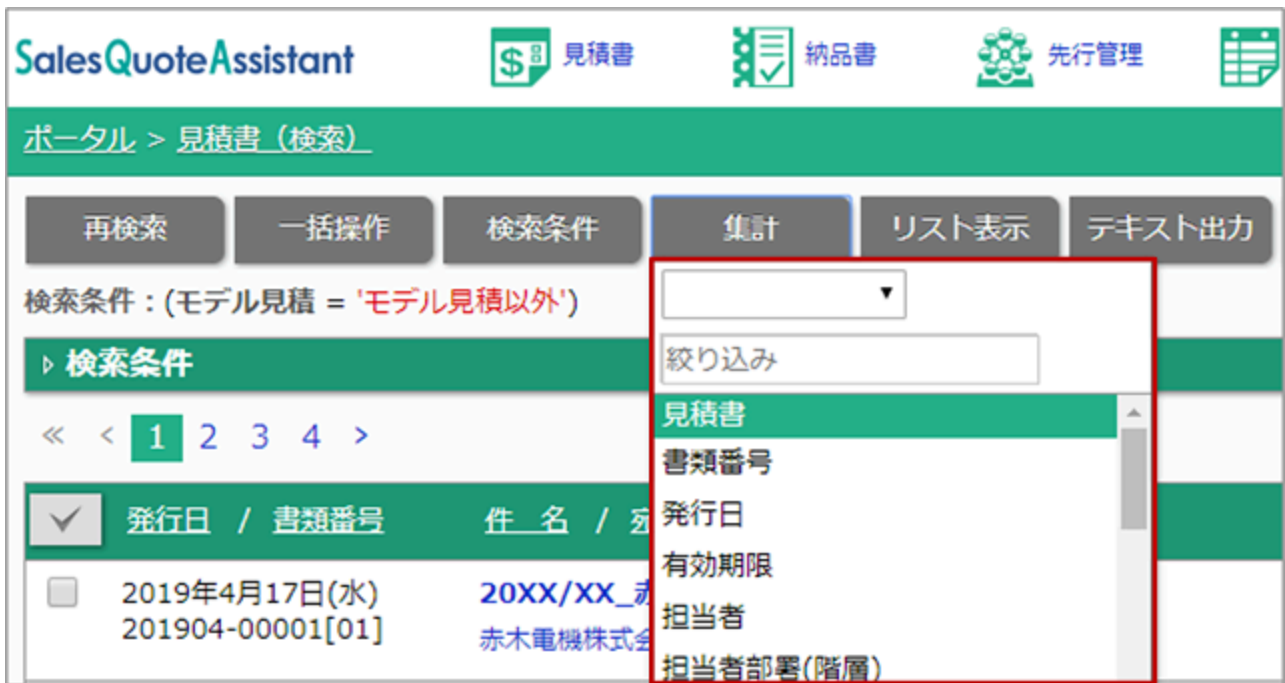 SalesQuoteAssistant 見積書 納品書 先行管理
ポータル > 見積書（検索）
再検索 一括操作 検索条件 集計 リスト表示 テキスト出力
検索条件：(モデル見積 = 'モデル見積以外')
絞り込み
検索条件
見積書
« < 1 2 3 4 >
書類番号
発行日 / 書類番号 件 名 /
発行日
有効期限
2019年4月17日(水) 20XX/XX_赤
担当者
201904-00001[01] 赤木電機株式会
担当者部署(階層)